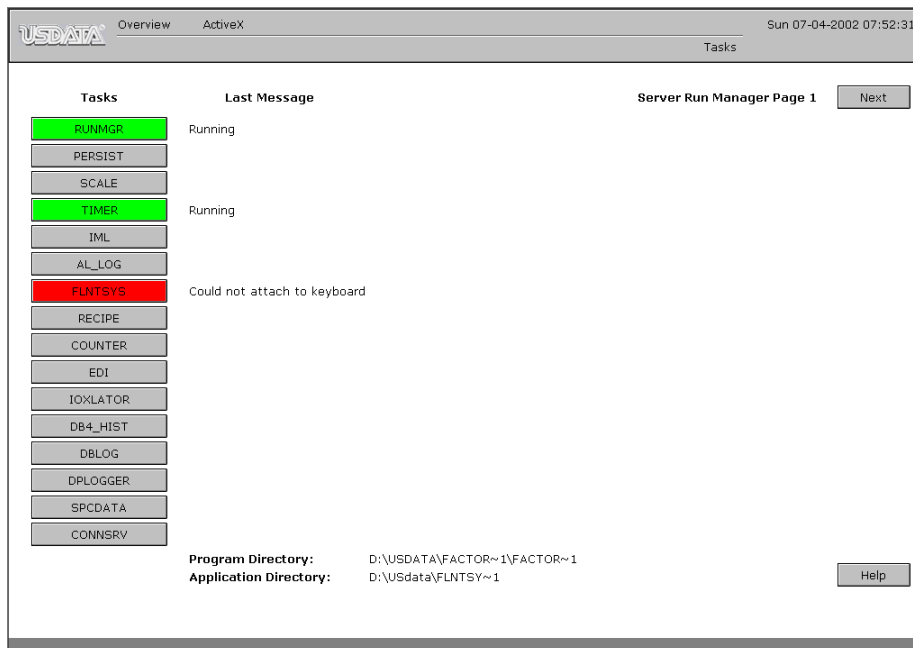 USDATA Overview ActiveX Sun 07-04-2002 07:52:31
Tasks
Tasks Last Message Server Run Manager Page 1 Next
RUNMGR Running
PERSIST
SCALE
TIMER Running
IML
AL_LOG
FLNTSYS Could not attach to keyboard
RECIPE
COUNTER
EDI
IOXLATOR
DB4_HIST
DBLOG
DPLOGGER
SPCDATA
CONNSRV
Program Directory: D:\USDATA\FACTOR~1\FACTOR~1
Application Directory: D:\USdata\FLNTSY~1 Help